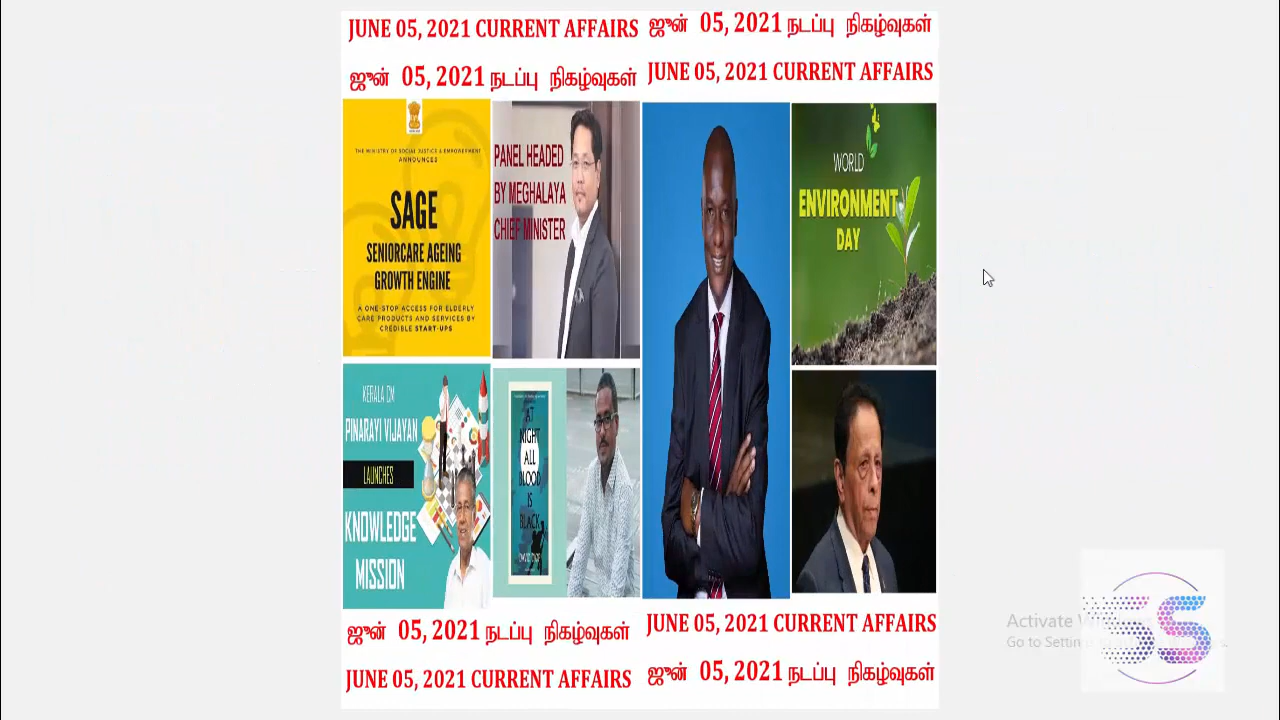 JUNE 05, 2021 CURRENT AFFAIRS
ஜுன் 05, 2021 நடப்பு நிகழ்வுகள்
ஜுன் 05, 2021 நடப்பு நிகழ்வுகள்
JUNE 05, 2021 CURRENT AFFAIRS
THE MINISTRY OF SOCIAL JUSTICE & EMPOWERMENT
ANNOUNCED
SAGE
SENIORCARE AGEING
GROWTH ENGINE
A ONE-STOP ACCESS FOR ELDERLY
CARE PRODUCTS AND SERVICES BY
CREDIBLE START-UPS
PANEL HEADED
BY MEGHALAYA
CHIEF MINISTER
WORLD
ENVIRONMENT
DAY
KERALA CM
PINARAYI VIJAYAN
LAUNCHES
KNOWLEDGE
MISSION
AT
NIGHT
ALL
BLOOD
IS
BLACK
DAVID DIOP
ஜுன் 05, 2021 நடப்பு நிகழ்வுகள்
JUNE 05, 2021 CURRENT AFFAIRS
JUNE 05, 2021 CURRENT AFFAIRS
ஜுன் 05, 2021 நடப்பு நிகழ்வுகள்
Activate
Go to
SS